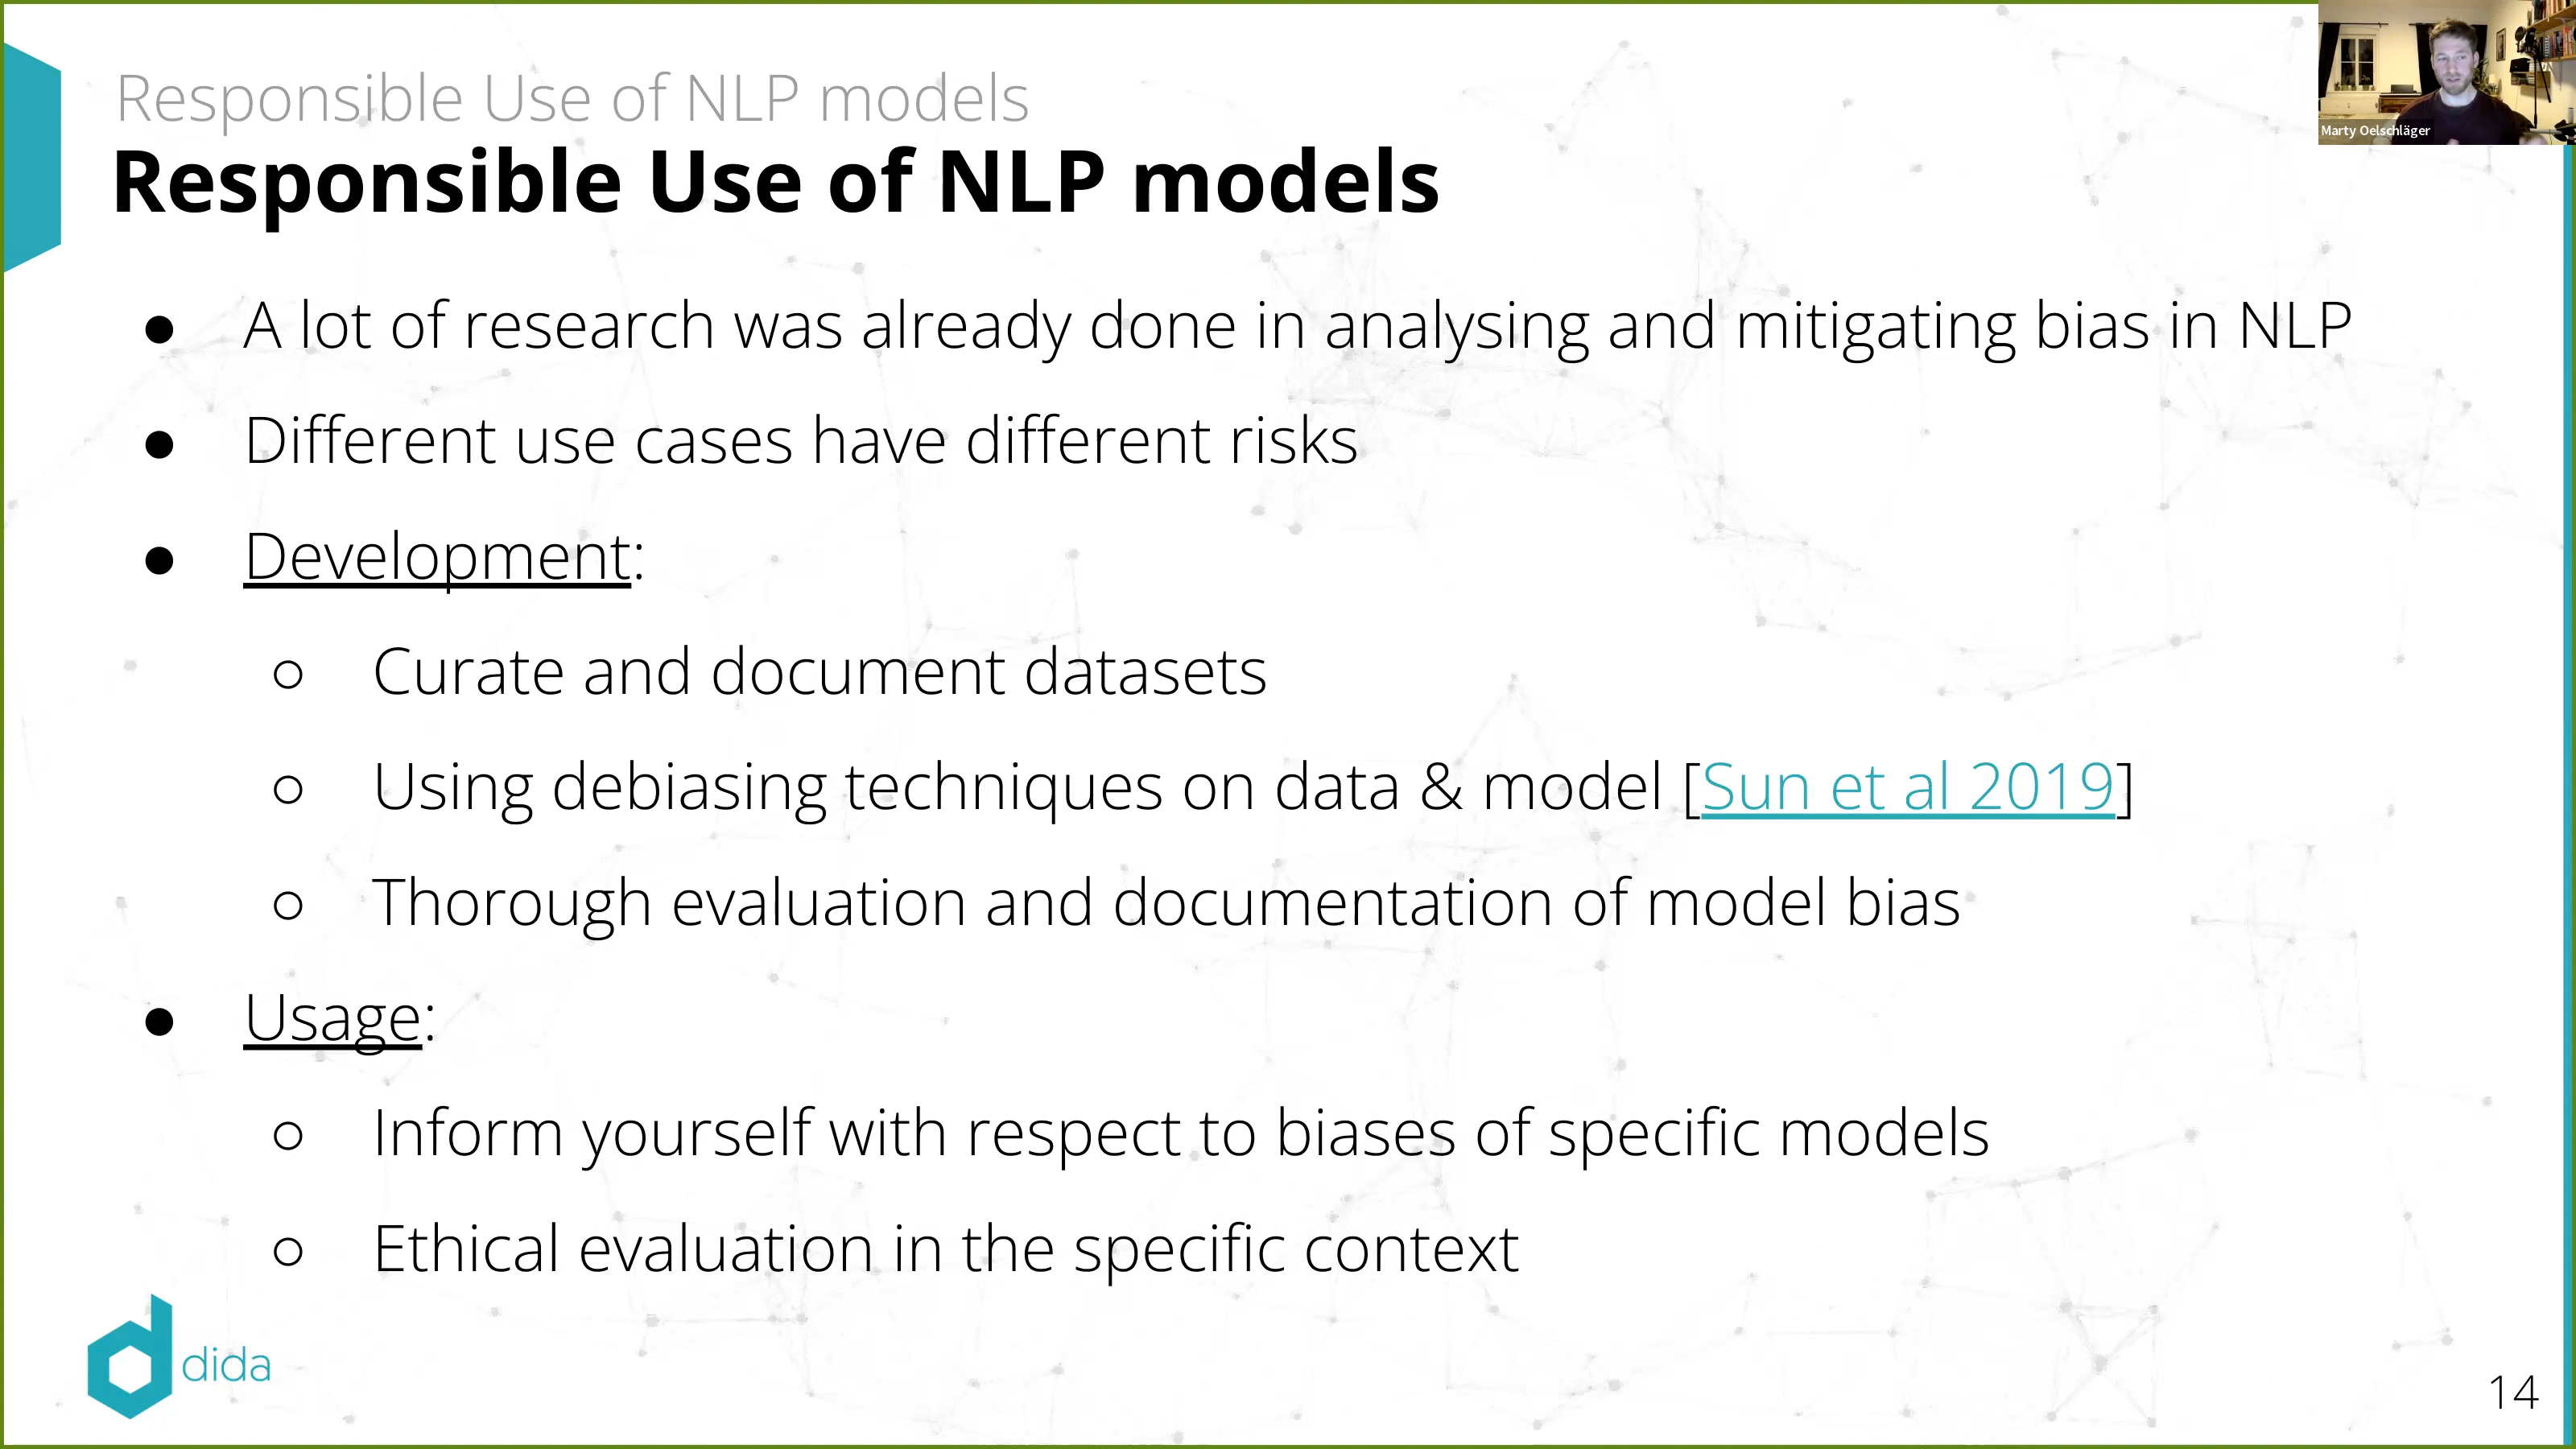 Responsible Use of NLP models
Marty Oelschläger
Responsible Use of NLP models
● A lot of research was already done in analysing and mitigating bias in NLP
● Different use cases have different risks
● Development:
○ Curate and document datasets
○ Using debiasing techniques on data & model [Sun et al 2019]
○ Thorough evaluation and documentation of model bias
● Usage:
○ Inform yourself with respect to biases of specific models
○ Ethical evaluation in the specific context
dida
14